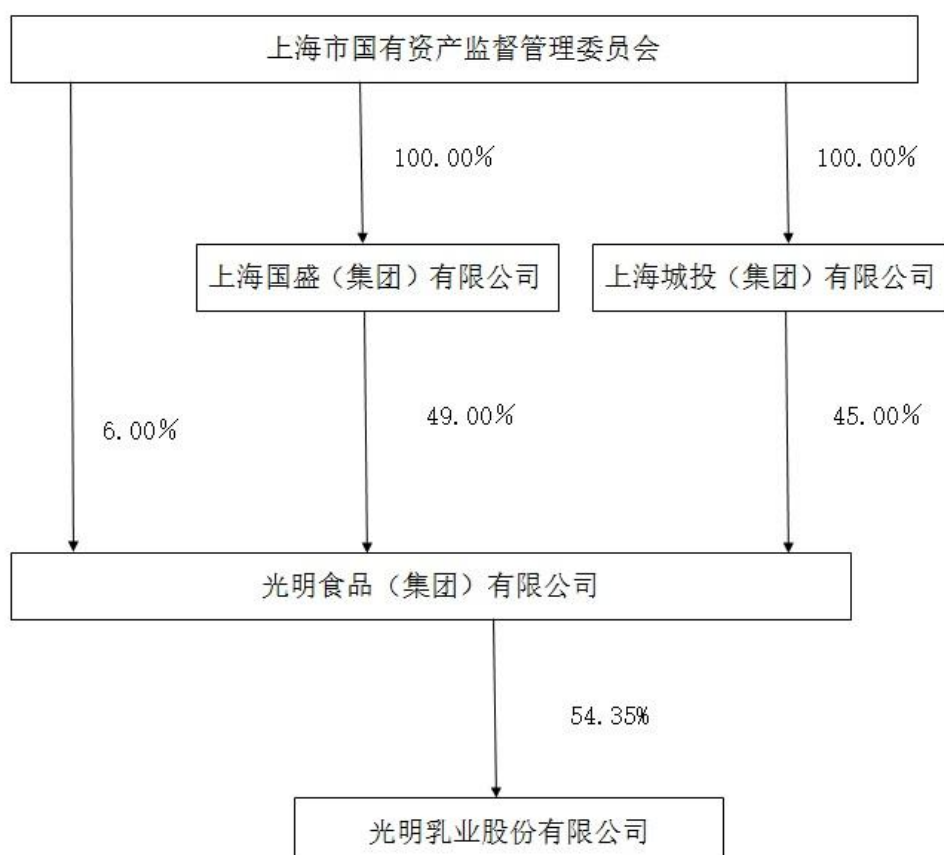 上海市国有资产监督管理委员会
100.00%
100.00%
上海国盛（集团）有限公司
上海城投（集团）有限公司
6.00%
49.00%
45.00%
光明食品（集团）有限公司
54.35%
光明乳业股份有限公司